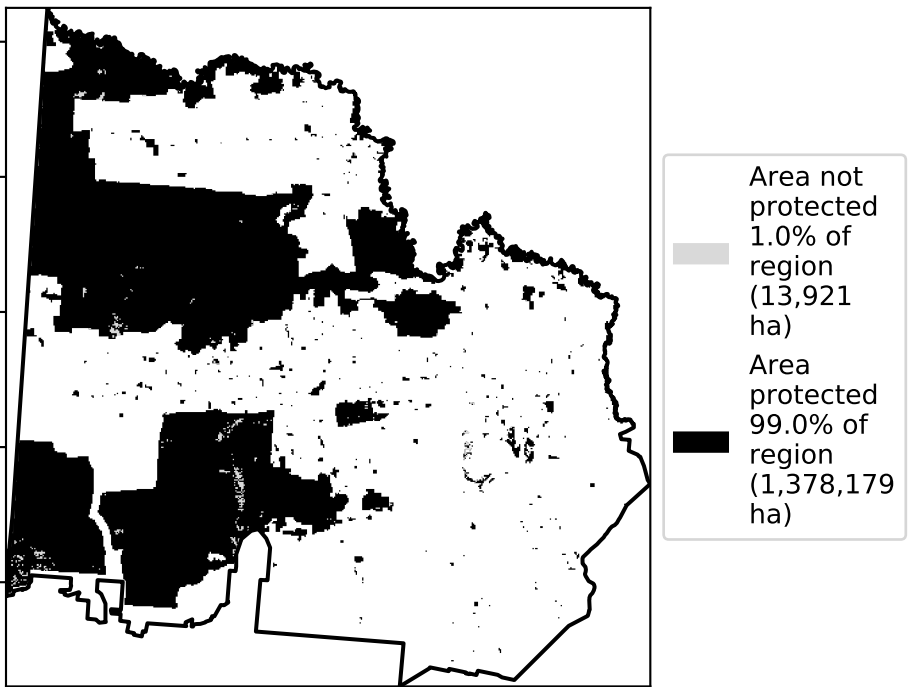 Area not
protected
1.0% of
region
(13,921
ha)
Area
protected
99.0% of
region
(1,378,179
ha)